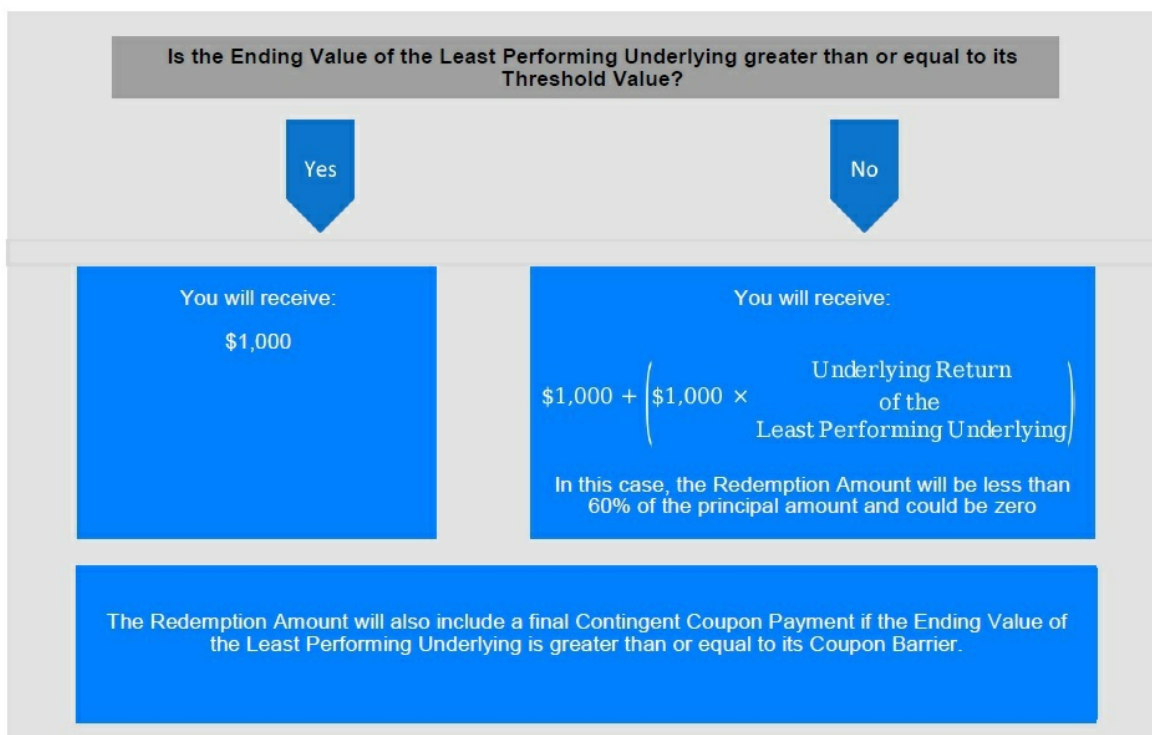 Is the Ending Value of the Least Performing Underlying greater than or equal to its
Threshold Value?
Yes
No
You will receive:
$1,000
You will receive:
$1,000 + ($1,000 × Underlying Return
of the
Least Performing Underlying)
In this case, the Redemption Amount will be less than
60% of the principal amount and could be zero
The Redemption Amount will also include a final Contingent Coupon Payment if the Ending Value of
the Least Performing Underlying is greater than or equal to its Coupon Barrier.